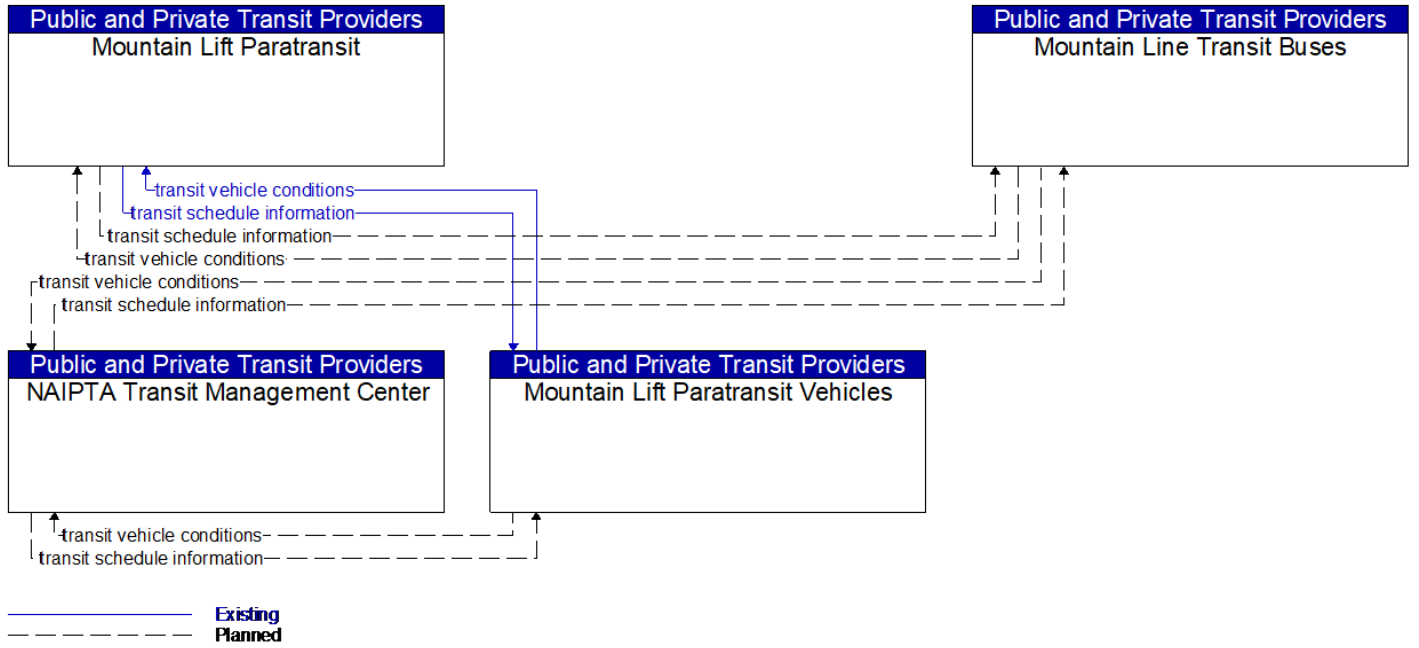 Public and Private Transit Providers
Mountain Lift Paratransit
Public and Private Transit Providers
Mountain Line Transit Buses
transit vehicle conditions
transit schedule information
transit schedule information
transit vehicle conditions
transit vehicle conditions
transit schedule information
Public and Private Transit Providers
NAIPTA Transit Management Center
Public and Private Transit Providers
Mountain Lift Paratransit Vehicles
transit vehicle conditions
transit schedule information
Existing
Planned